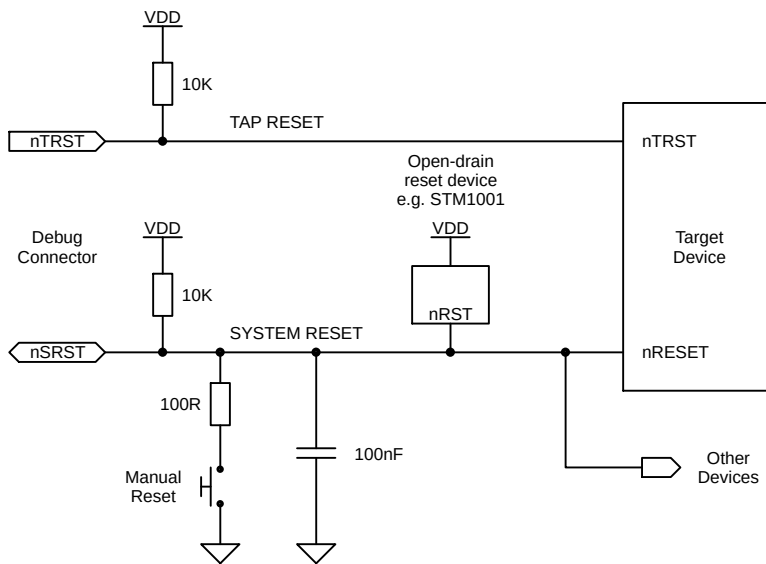 VDD
10K
TAP RESET
nTRST
nTRST
Open-drain
reset device
e.g. STM1001
Debug
Connector
VDD
VDD
Target
Device
10K
nRST
SYSTEM RESET
nSRST
nRESET
100R
Manual
Reset
100nF
Other
Devices